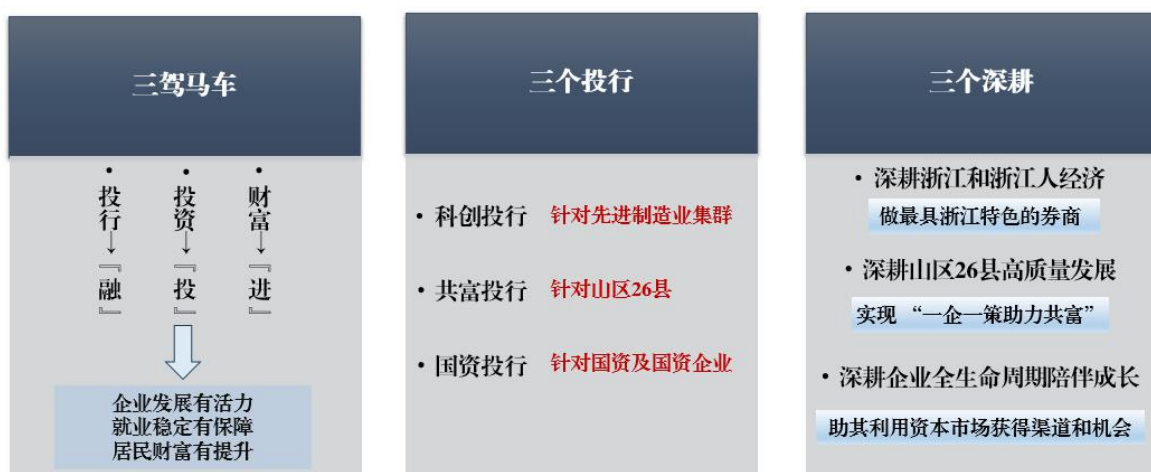 三驾马车
• 投行→『融』
• 投资→『投』
• 财富→『进』
企业发展有活力
就业稳定有保障
居民财富有提升
三个投行
• 科创投行 针对先进制造业集群
• 共富投行 针对山区26县
• 国资投行 针对国资及国资企业
三个深耕
• 深耕浙江和浙江人经济
做最具浙江特色的券商
• 深耕山区26县高质量发展
实现 “一企一策助力共富”
• 深耕企业全生命周期陪伴成长
助其利用资本市场获得渠道和机会